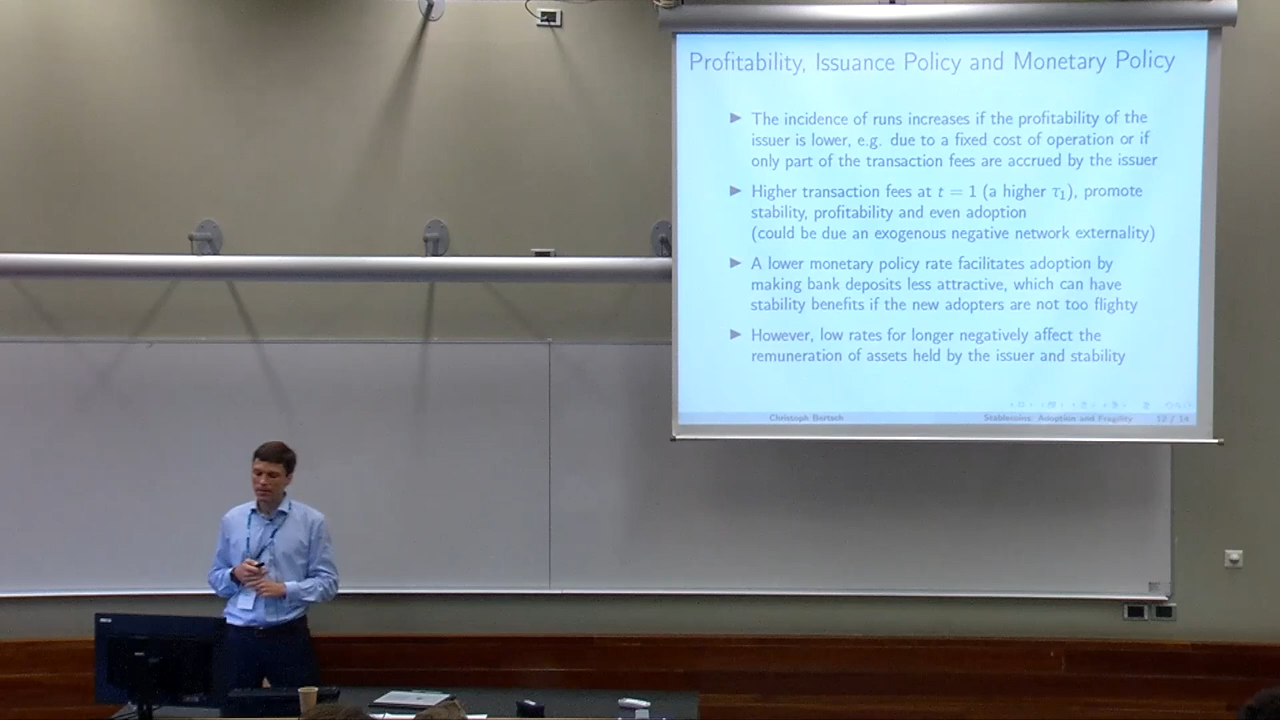 Profitability, Issuance Policy and Monetary Policy
▶ The incidence of runs increases if the profitability of the
issuer is lower, e.g. due to a fixed cost of operation or if
only part of the transaction fees are accrued by the issuer
▶ Higher transaction fees at t = 1 (a higher τ₁), promote
stability, profitability and even adoption
(could be due an exogenous negative network externality)
▶ A lower monetary policy rate facilitates adoption by
making bank deposits less attractive, which can have
stability benefits if the new adopters are not too flighty
▶ However, low rates for longer negatively affect the
remuneration of assets held by the issuer and stability
Christoph Bertsch Stablecoins: Adoption and Fragility 12 / 14